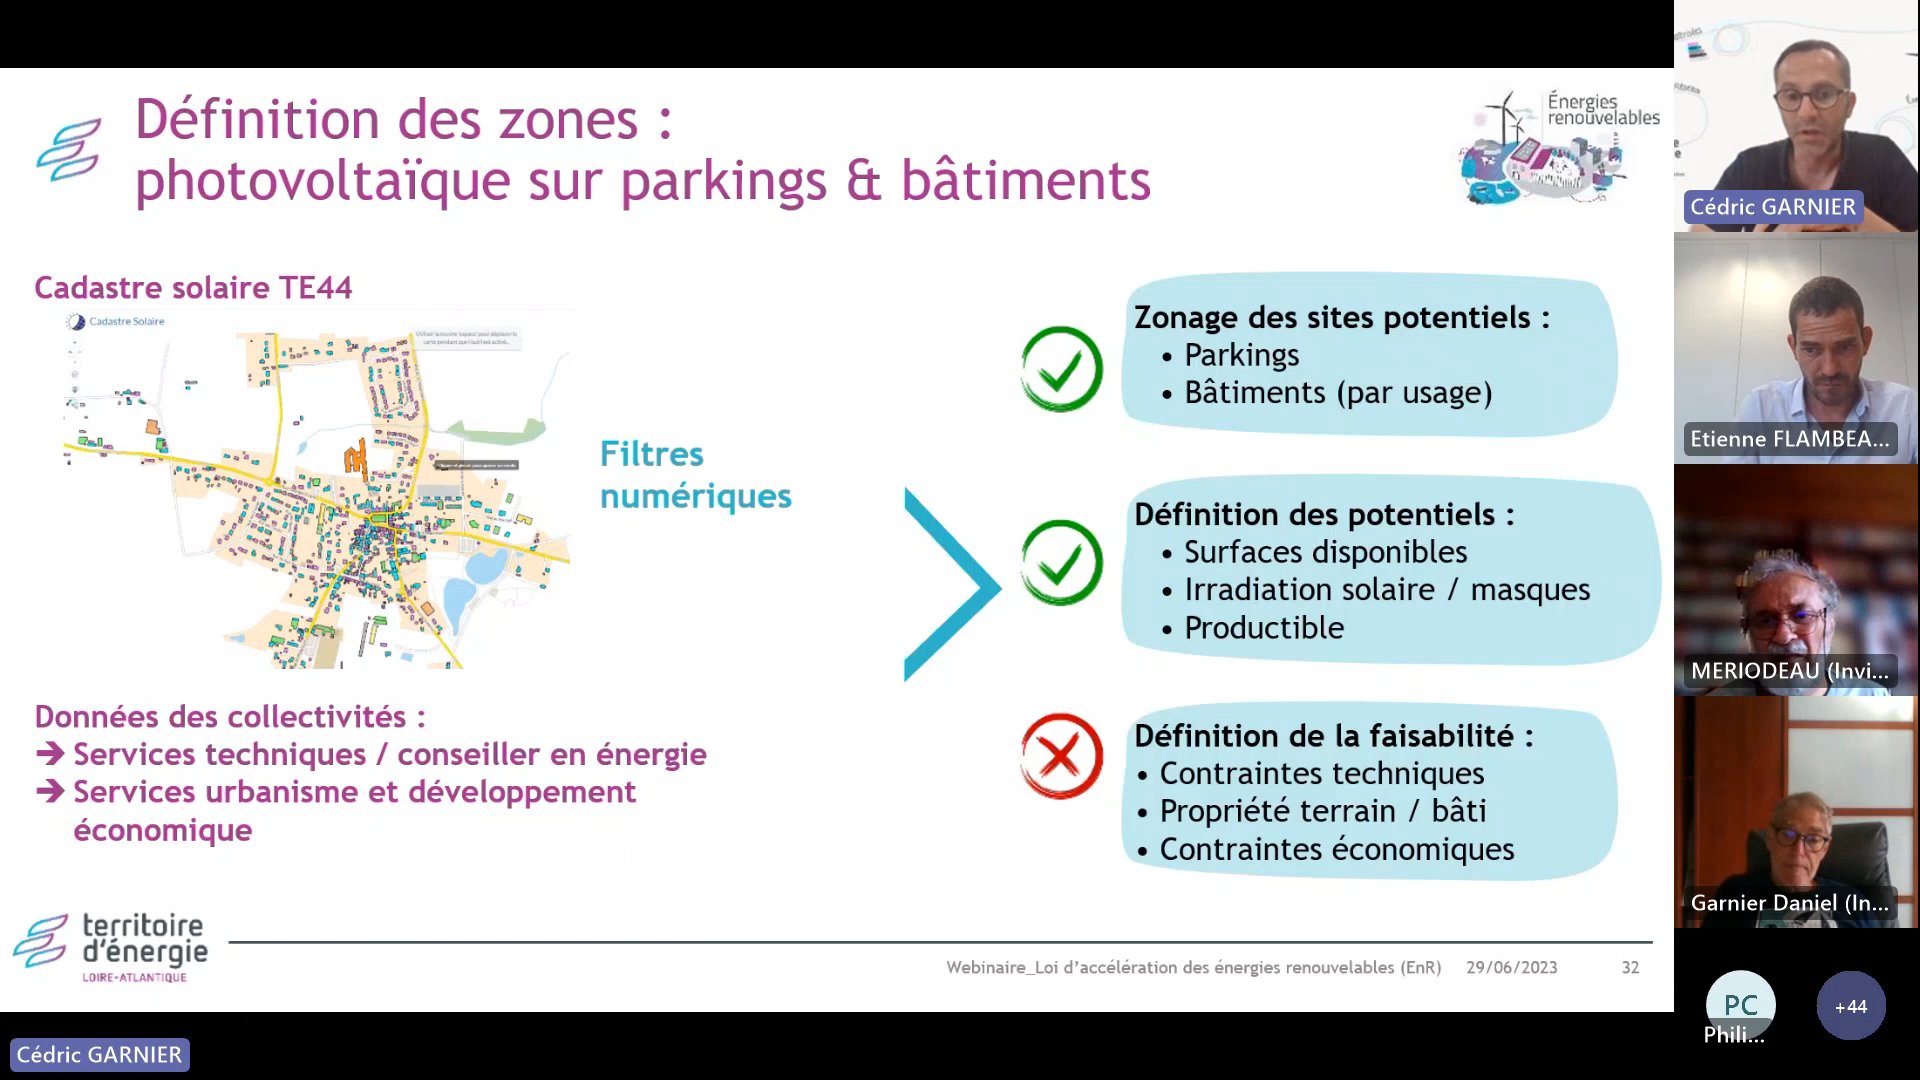 Définition des zones :
photovoltaïque sur parkings & bâtiments
Énergies
renouvelables
Cadastre solaire TE44
Cadastre Solaire
Filtres
numériques
Zonage des sites potentiels :
• Parkings
• Bâtiments (par usage)
Définition des potentiels :
• Surfaces disponibles
• Irradiation solaire / masques
• Productible
Définition de la faisabilité :
• Contraintes techniques
• Propriété terrain / bâti
• Contraintes économiques
Données des collectivités :
→ Services techniques / conseiller en énergie
→ Services urbanisme et développement
économique
territoire
d'énergie
LOIRE-ATLANTIQUE
Webinaire_Loi d'accélération des énergies renouvelables (EnR) 29/06/2023 32
Cédric GARNIER
Cédric GARNIER
Etienne FLAMBEA...
MERIODEAU (Invi...
Garnier Daniel (In...
PC
Phili...
+44